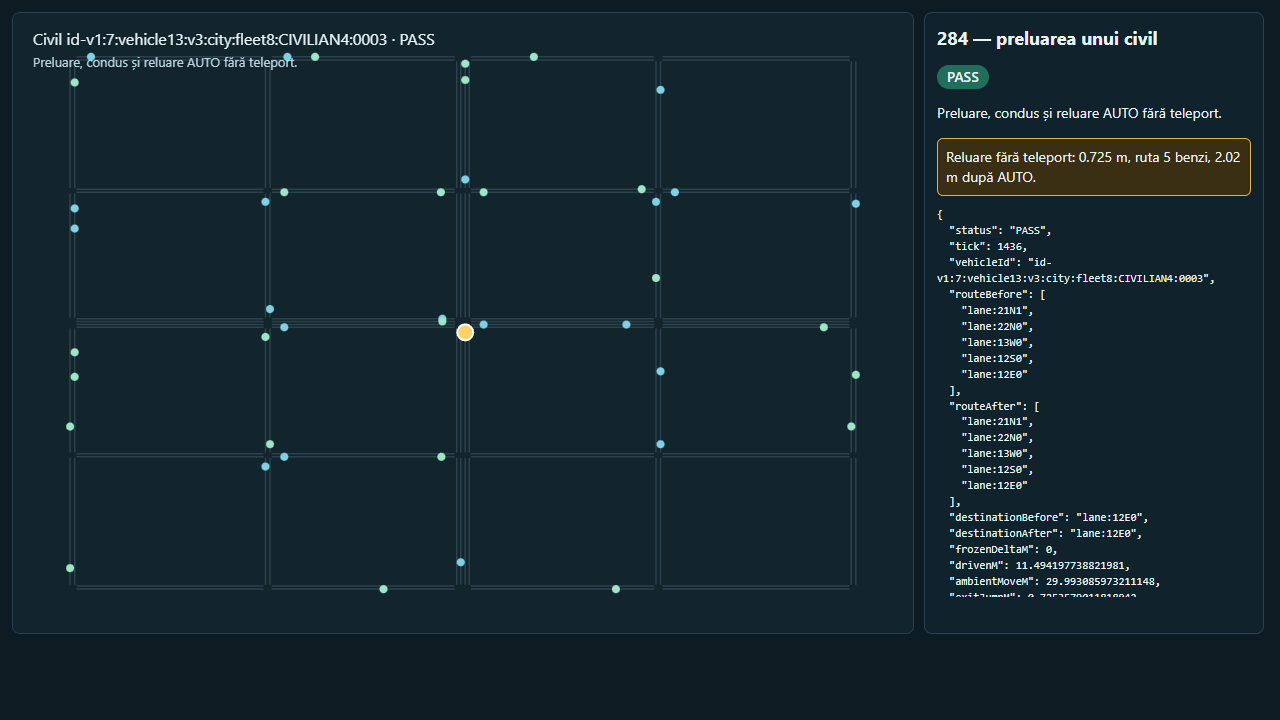 Civil id-v1:7:vehicle13:v3:city:fleet8:CIVILIAN4:0003 · PASS
Preluare, condus și reluare AUTO fără teleport.
284 — preluarea unui civil
PASS
Preluare, condus și reluare AUTO fără teleport.
Reluare fără teleport: 0.725 m, ruta 5 benzi, 2.02
m după AUTO.
{
"status": "PASS",
"tick": 1436,
"vehicleId": "id-
v1:7:vehicle13:v3:city:fleet8:CIVILIAN4:0003",
"routeBefore": [
"lane:21N1",
"lane:22N0",
"lane:13W0",
"lane:12S0",
"lane:12E0"
],
"routeAfter": [
"lane:21N1",
"lane:22N0",
"lane:13W0",
"lane:12S0",
"lane:12E0"
],
"destinationBefore": "lane:12E0",
"destinationAfter": "lane:12E0",
"frozenDeltaM": 0,
"drivenM": 11.494197738821981,
"ambientMoveM": 29.993085973211148,